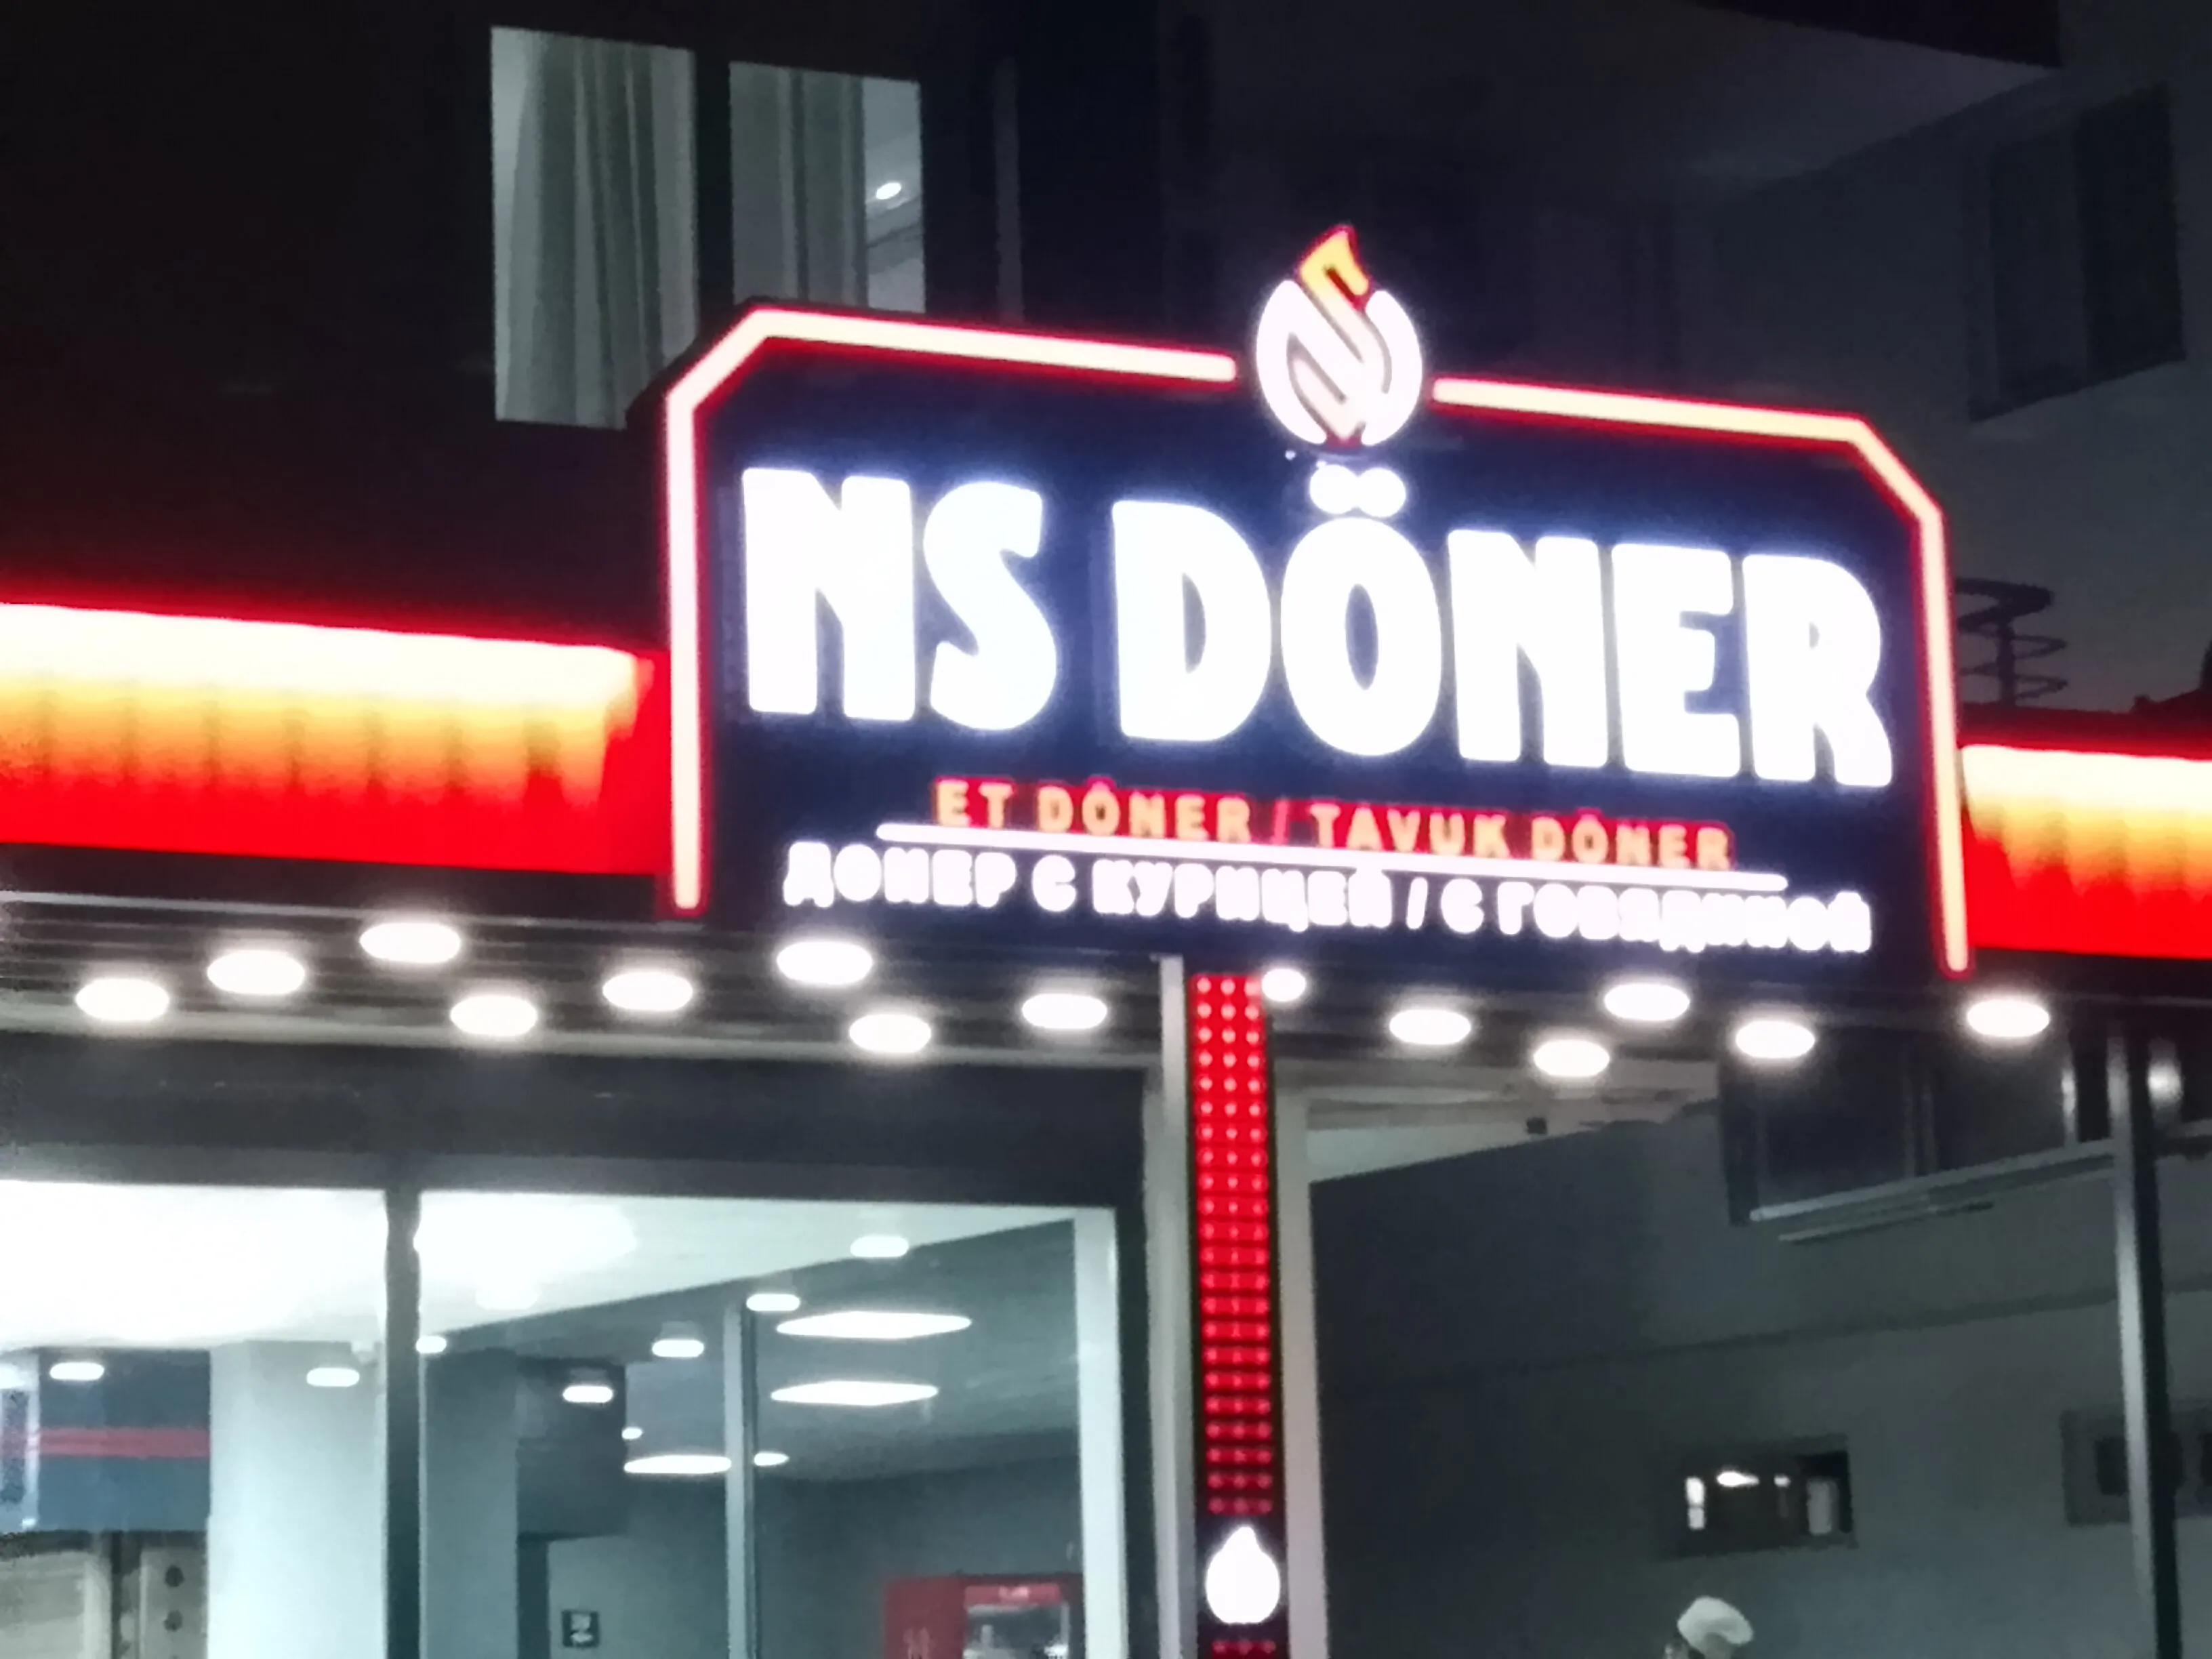 NS DÖNER
ET DÖNER / TAVUK DÖNER
ДОНЕР С КУРИЦЕЙ / С ГОВЯДИНОЙ